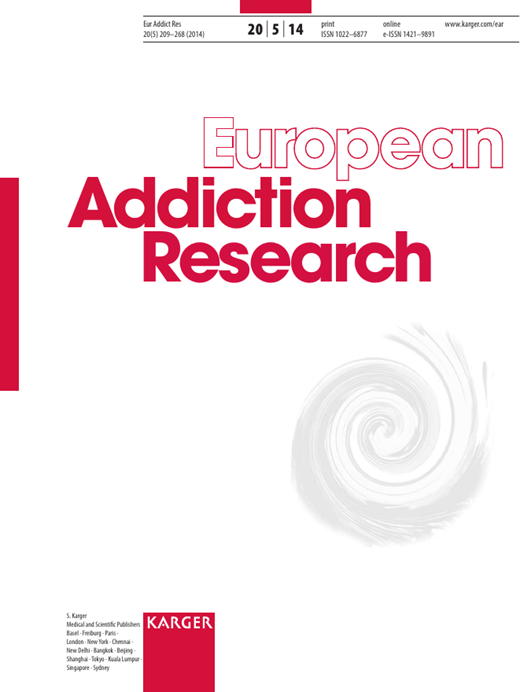 Eur Addict Res
20(5) 209–268 (2014)
20 | 5 | 14
print
ISSN 1022–6877
online
e-ISSN 1421–9891
www.karger.com/ear
European
Addiction
Research
S. Karger
Medical and Scientific Publishers
Basel · Freiburg · Paris ·
London · New York · Chennai ·
New Delhi · Bangkok · Beijing ·
Shanghai · Tokyo · Kuala Lumpur ·
Singapore · Sydney
KARGER